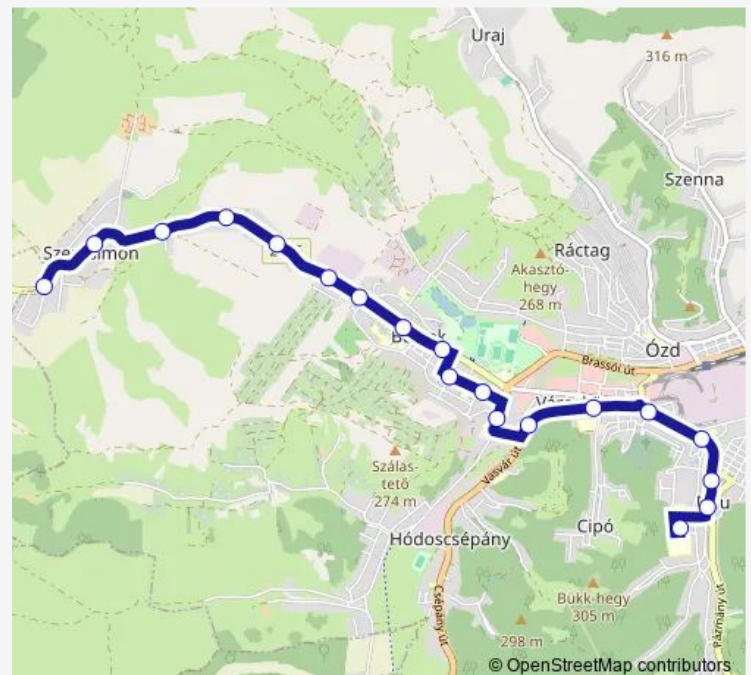 Uraj
316 m
Szenna
Ráctag
Akasztó-
hegy
268 m
Ózd
Brassói út
Vasvár út
Szálas-
tető
274 m
Hódoscsépány
Cipó
Bükk-hegy
305 m
Csépány út
298 m
Pázmány út
© OpenStreetMap contributors